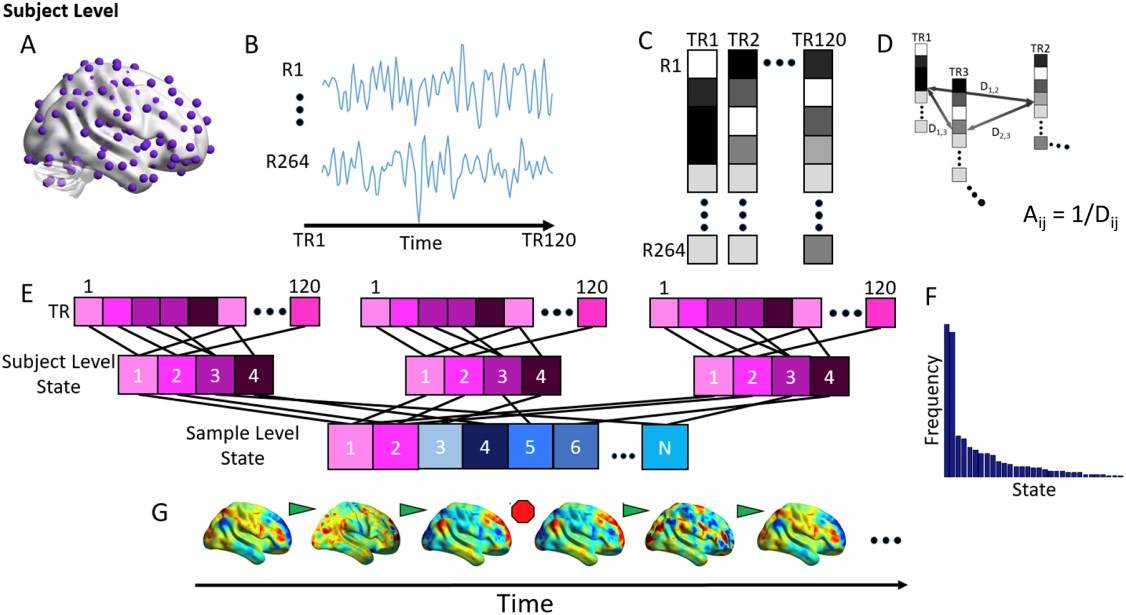 Subject Level
A
B
R1
R264
TR1
Time
TR120
C
TR1 TR2 TR120
R1
R264
D
TR1
TR2
TR3
D1,2
D1,3
D2,3
Aij = 1/Dij
E
1 120
1 120
1 120
TR
Subject Level
State
1 2 3 4
1 2 3 4
1 2 3 4
Sample Level
State
1 2 3 4 5 6 N
F
Frequency
State
G
Time